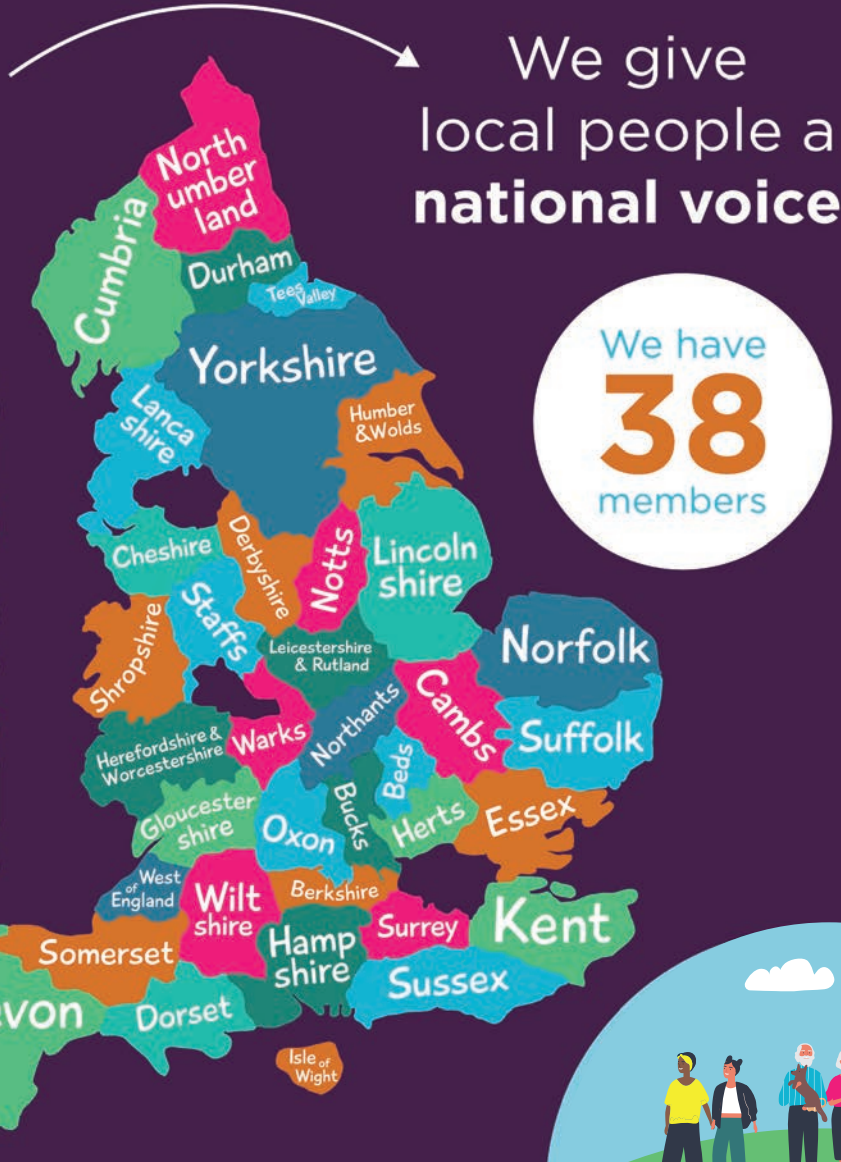 We give
local people a
national voice
We have
38
members
North
umber
land
Cumbria
Durham
Tees
Valley
Yorkshire
Lanca
shire
Humber
&Wolds
Cheshire
Derbyshire
Notts
Lincoln
shire
Staffs
Shropshire
Leicestershire
& Rutland
Norfolk
Cambs
Northants
Suffolk
Warks
Herefordshire &
Worcestershire
Beds
Bucks
Gloucester
shire
Oxon
Herts
Essex
West
of
England
Wilt
shire
Berkshire
Surrey
Kent
Somerset
Hamp
shire
Sussex
von
Dorset
Isle of
Wight